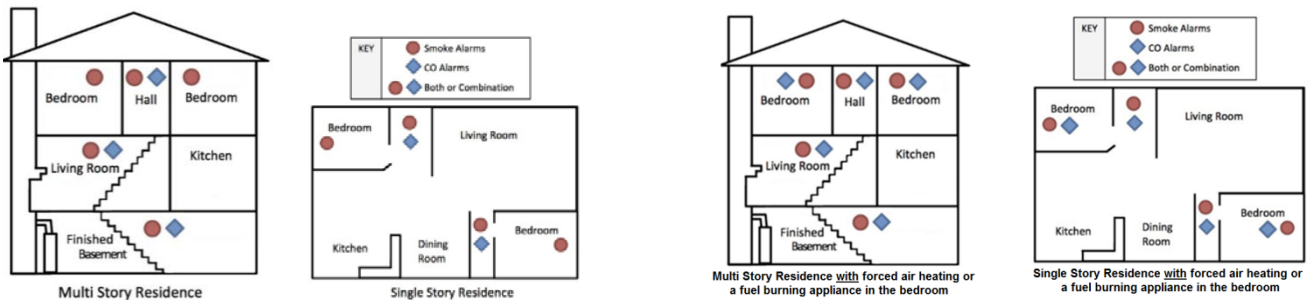 Bedroom
Hall
Bedroom
Living Room
Kitchen
Finished
Basement
Multi Story Residence
KEY
Smoke Alarms
CO Alarms
Both or Combination
Bedroom
Living Room
Kitchen
Dining
Room
Bedroom
Single Story Residence
Bedroom
Hall
Bedroom
Living Room
Kitchen
Finished
Basement
Multi Story Residence with forced air heating or
a fuel burning appliance in the bedroom
KEY
Smoke Alarms
CO Alarms
Both or Combination
Bedroom
Living Room
Kitchen
Dining
Room
Bedroom
Single Story Residence with forced air heating or
a fuel burning appliance in the bedroom